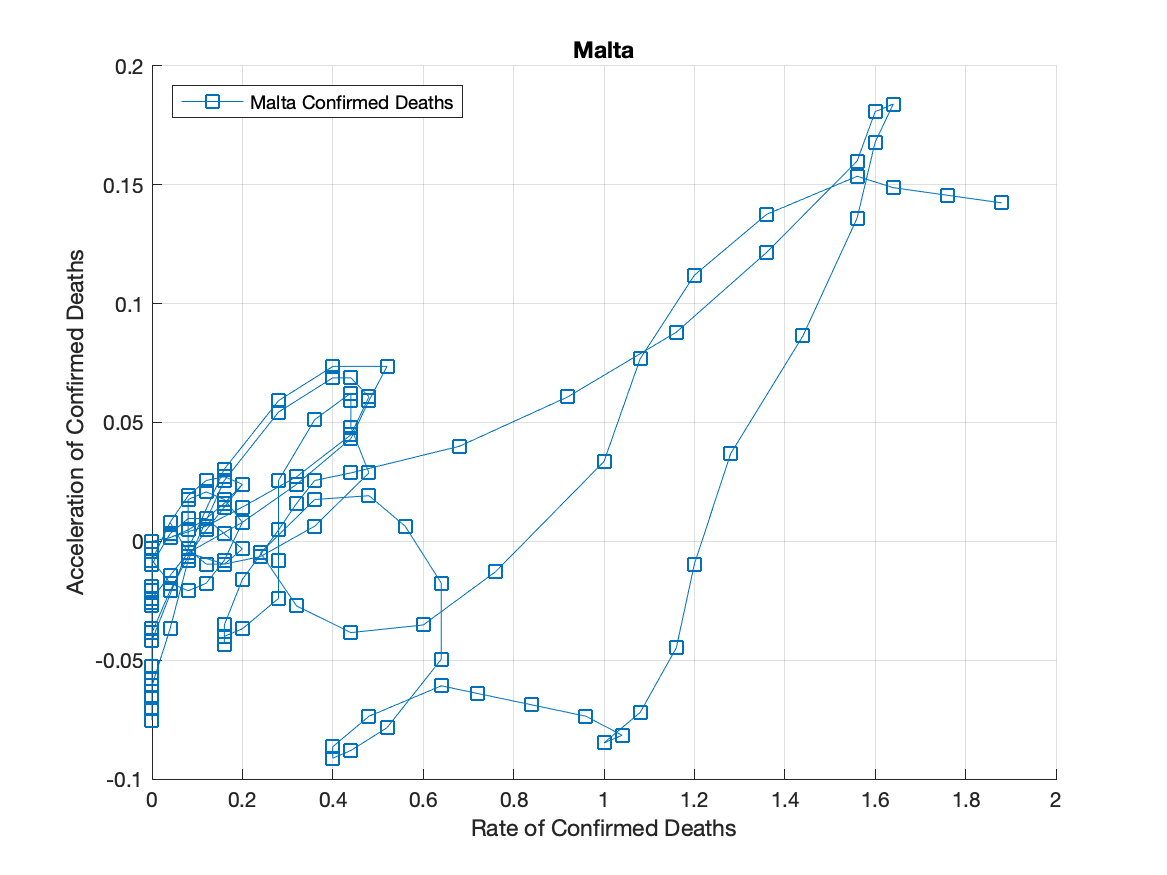 Malta
Malta Confirmed Deaths
Acceleration of Confirmed Deaths
0.2
0.15
0.1
0.05
0
-0.05
-0.1
0 0.2 0.4 0.6 0.8 1 1.2 1.4 1.6 1.8 2
Rate of Confirmed Deaths